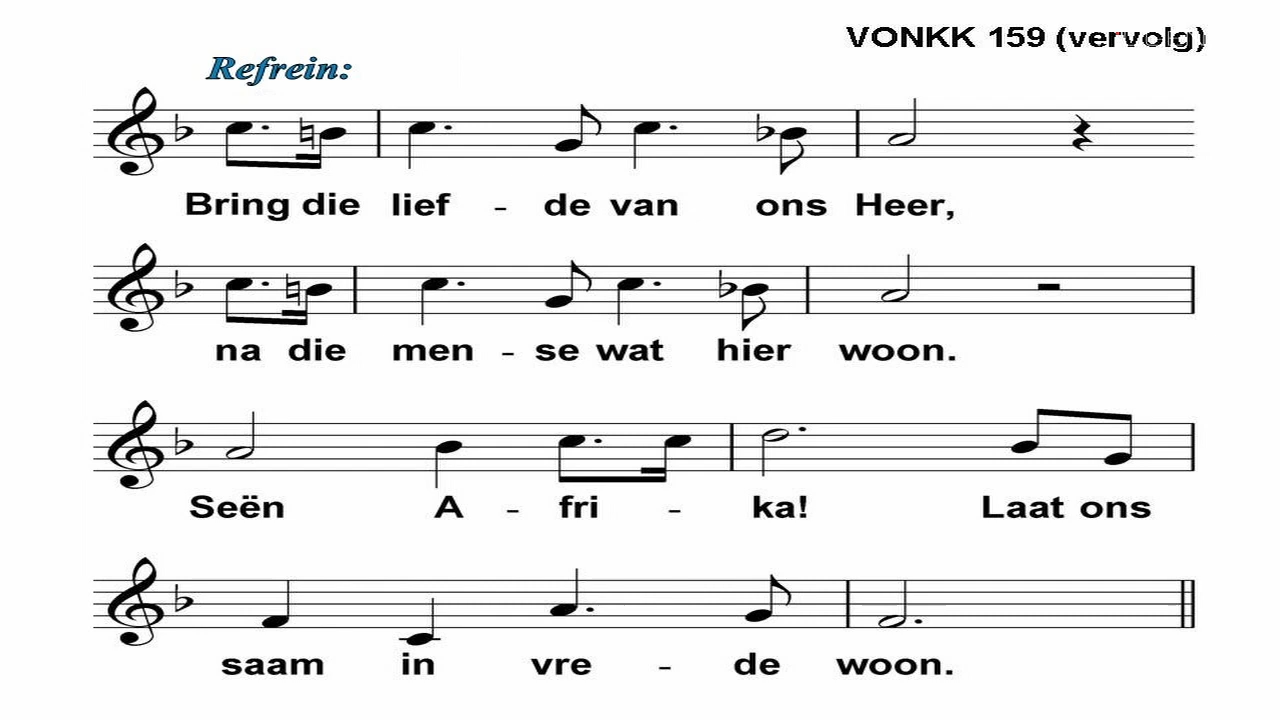 VONKK 159 (vervolg)
Refrein:
Bring die lief - de van ons Heer,
na die men - se wat hier woon.
Seën A - fri - ka! Laat ons
saam in vre - de woon.